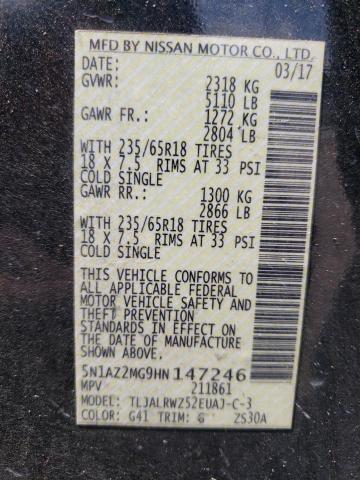 MFD BY NISSAN MOTOR CO., LTD.
DATE: 03/17
GVWR: 2318 KG
5110 LB
GAWR FR.: 1272 KG
2804 LB
WITH 235/65R18 TIRES
18 X 7.5 RIMS AT 33 PSI
COLD SINGLE
GAWR RR.: 1300 KG
2866 LB
WITH 235/65R18 TIRES
18 X 7.5 RIMS AT 33 PSI
COLD SINGLE
THIS VEHICLE CONFORMS TO
ALL APPLICABLE FEDERAL
MOTOR VEHICLE SAFETY AND
THEFT PREVENTION
STANDARDS IN EFFECT ON
THE DATE OF MANUFACTURE
SHOWN ABOVE.
5N1AZ2MG9HN147246
MPV 211861
MODEL: TLJALRWZ52EUAJ-C-3
COLOR: G41 TRIM: G ZS30A